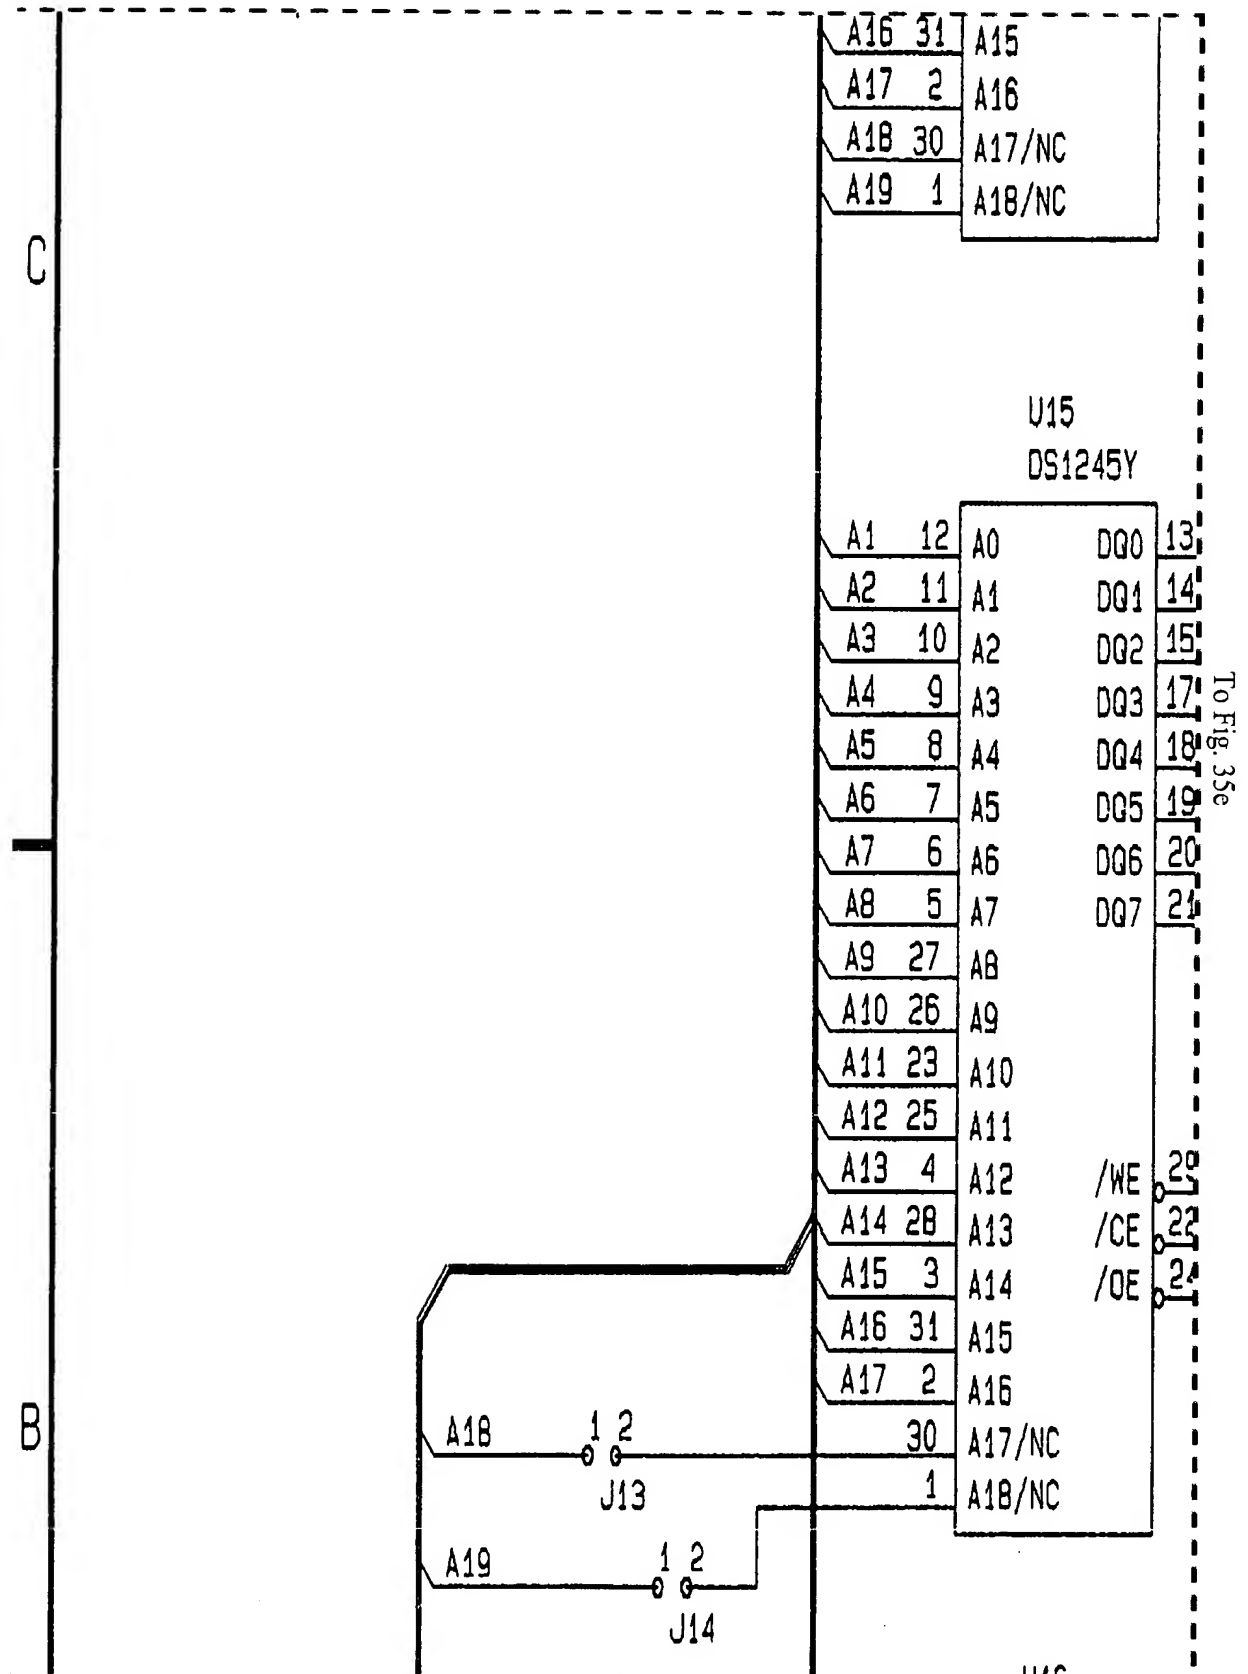 A16 31 A15
A17 2 A16
A18 30 A17/NC
A19 1 A18/NC
C
U15
DS1245Y
A1 12 A0 DQ0 13
A2 11 A1 DQ1 14
A3 10 A2 DQ2 15
A4 9 A3 DQ3 17
A5 8 A4 DQ4 18
A6 7 A5 DQ5 19
A7 6 A6 DQ6 20
A8 5 A7 DQ7 21
A9 27 A8
A10 26 A9
A11 23 A10
A12 25 A11
A13 4 A12 /WE 29
A14 28 A13 /CE 22
A15 3 A14 /OE
A16 31 A15
A17 2 A16
B
A18 1 2 30 A17/NC
J13
1 A18/NC
A19 1 2
J14
To Fig. 35e